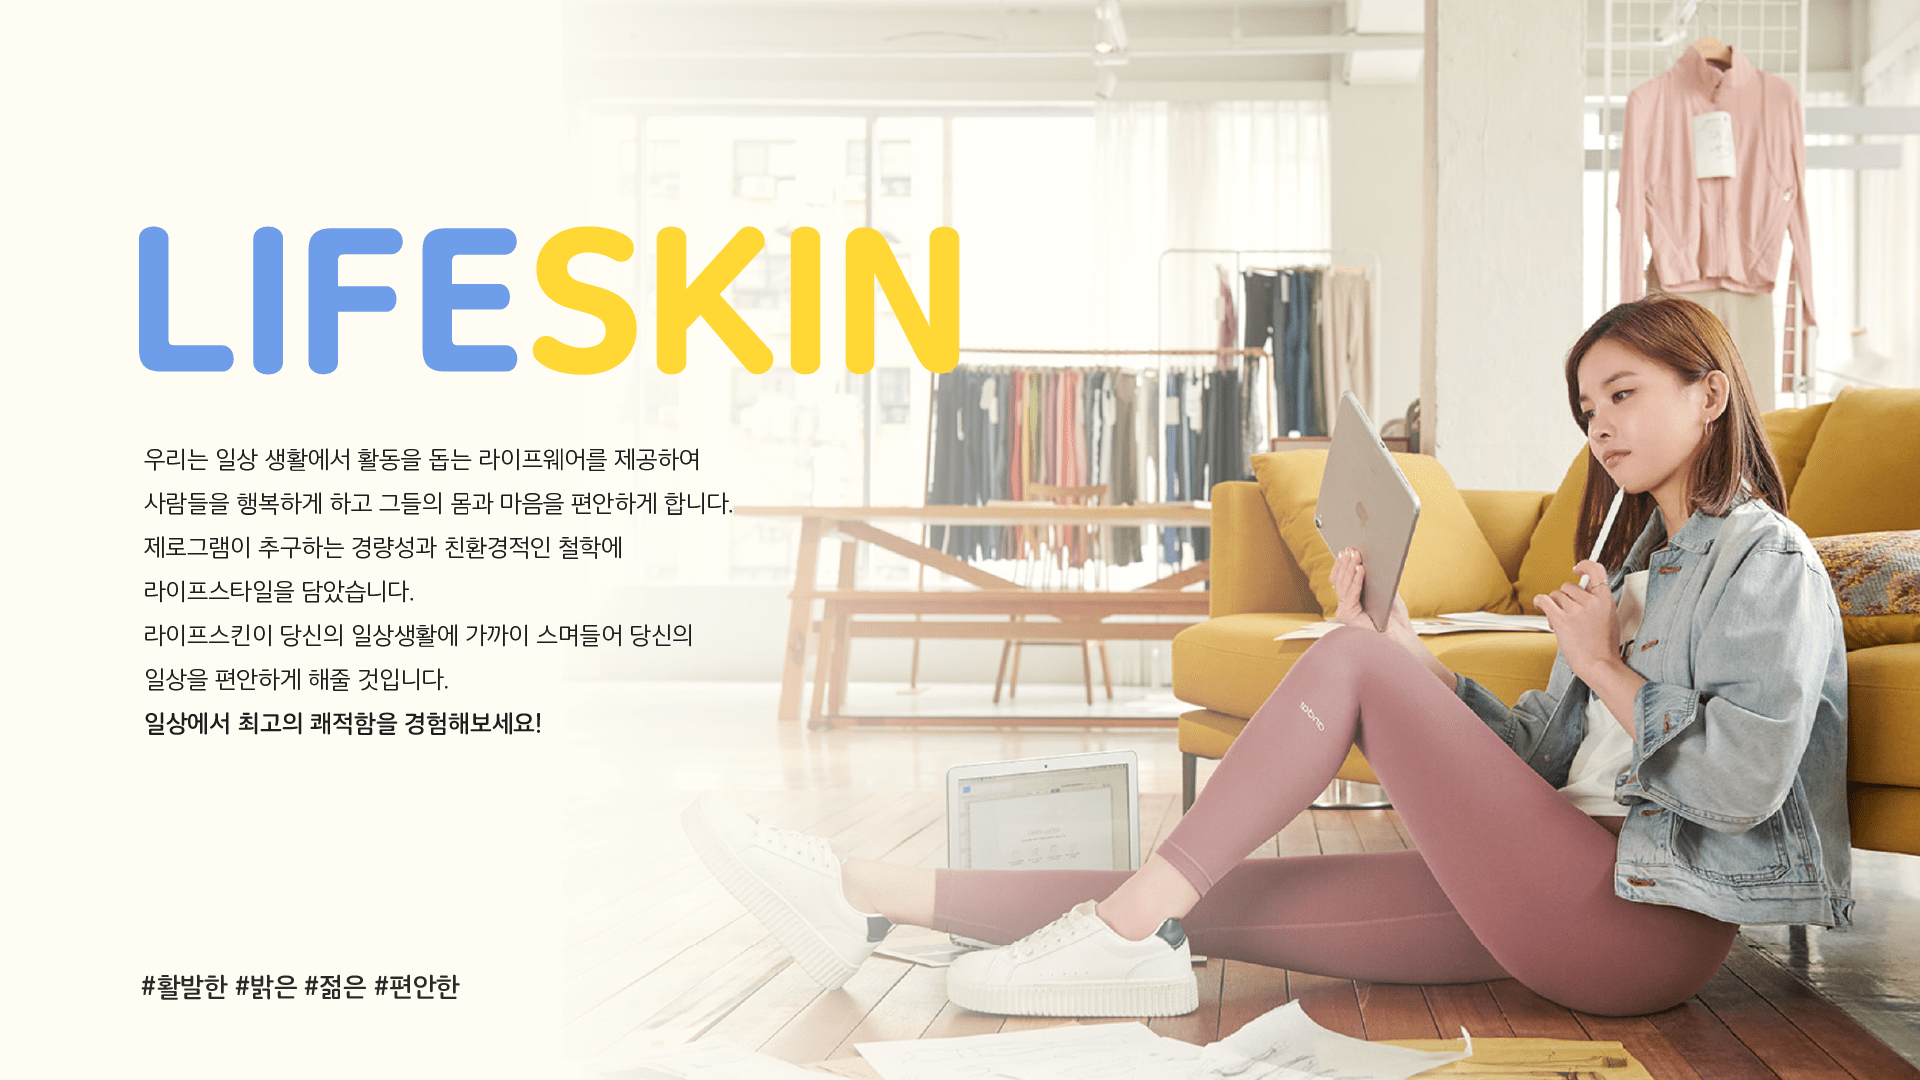 LIFESKIN
우리는 일상 생활에서 활동을 돕는 라이프웨어를 제공하여
사람들을 행복하게 하고 그들의 몸과 마음을 편안하게 합니다.
제로그램이 추구하는 경량성과 친환경적인 철학에
라이프스타일을 담았습니다.
라이프스킨이 당신의 일상생활에 가까이 스며들어 당신의
일상을 편안하게 해줄 것입니다.
일상에서 최고의 쾌적함을 경험해보세요!
#활발한 #밝은 #젊은 #편안한